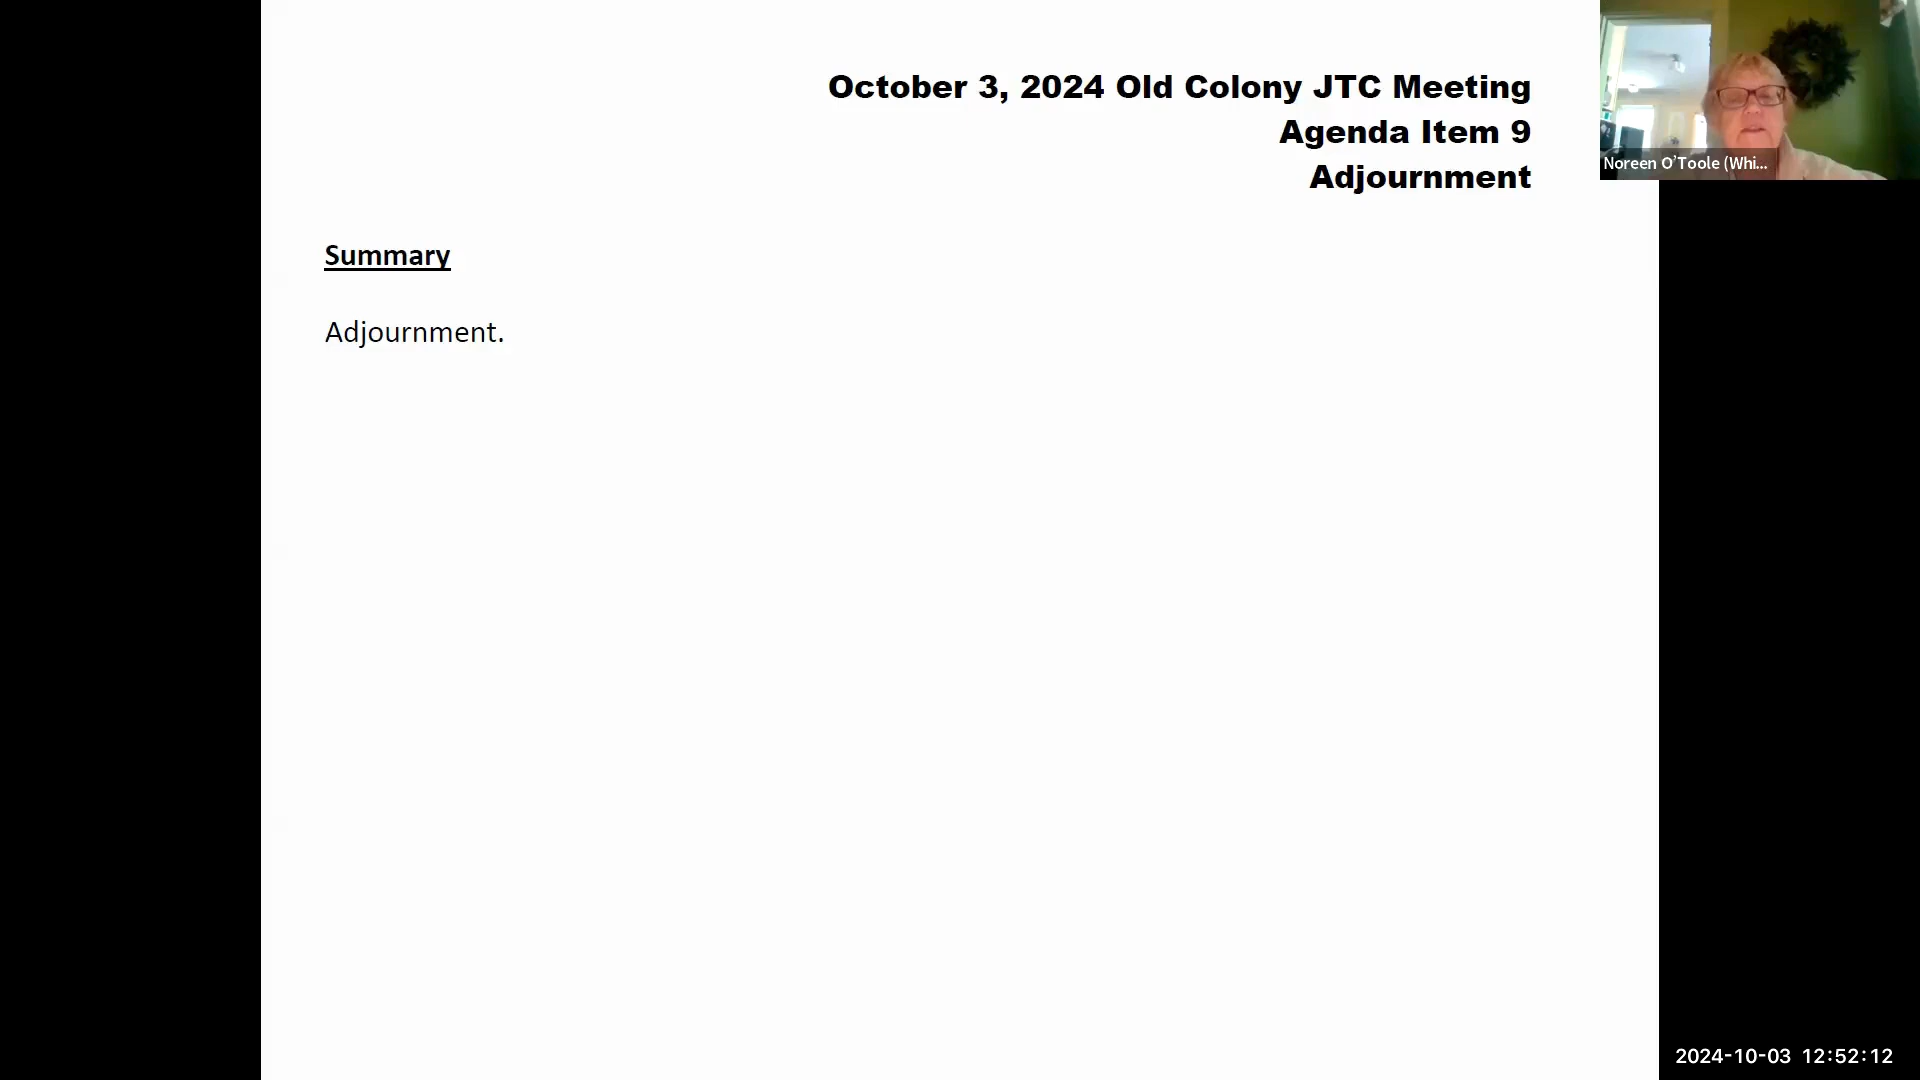 October 3, 2024 Old Colony JTC Meeting
Agenda Item 9
Adjournment
Noreen O'Toole (Whi...
Summary
Adjournment.
2024-10-03 12:52:12